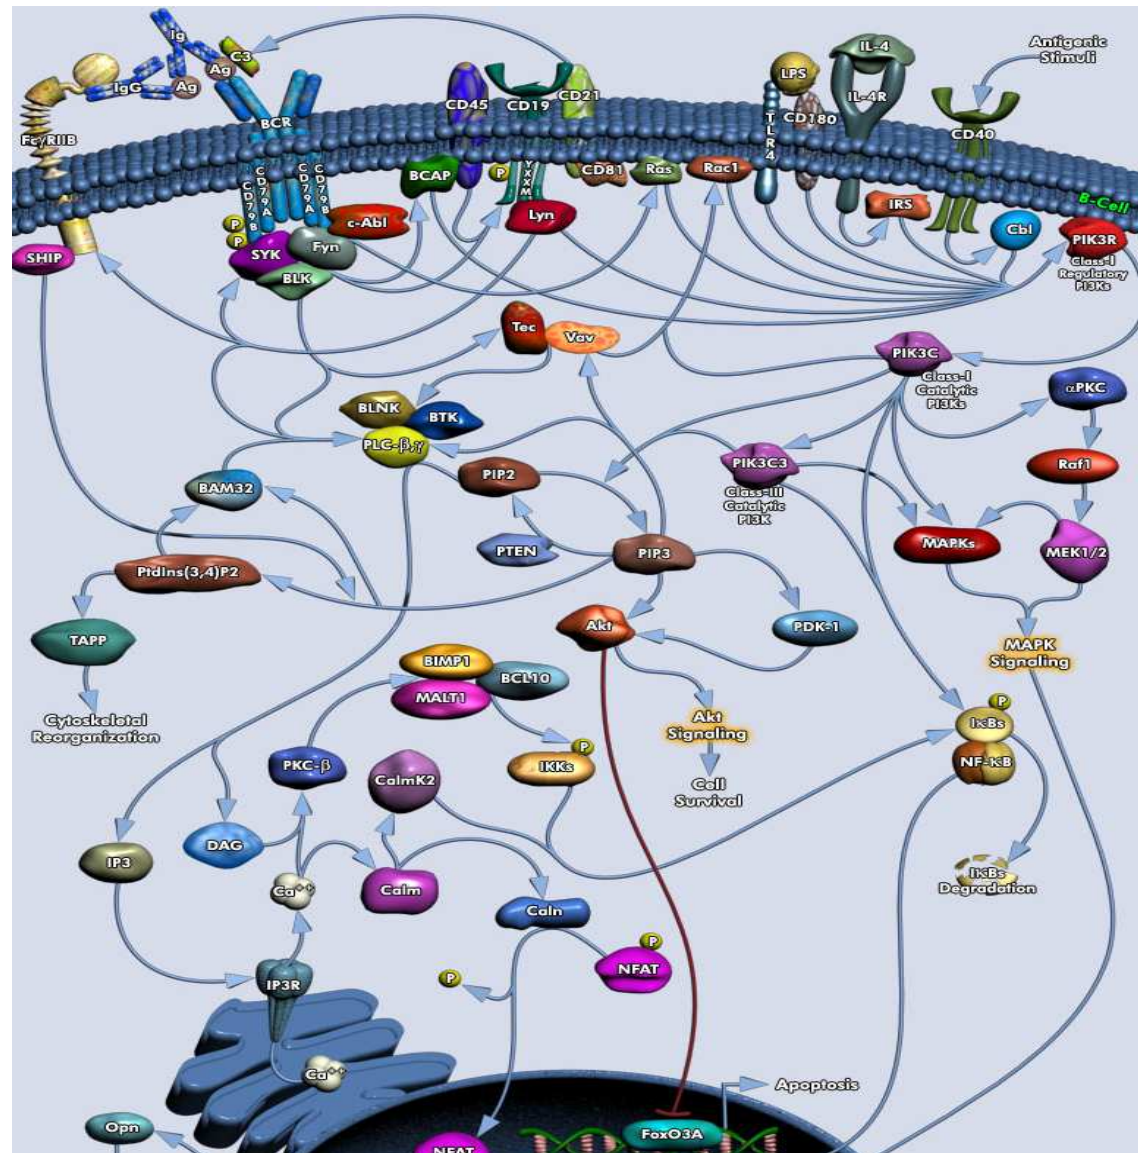 Ig
C3
IgG
Ag
Ag
FcγRIIB
BCR
CD45
CD19
CD21
LPS
CD180
TLR4
IL-4
IL-4R
Antigenic
Stimuli
CD40
BCAP
P
YXXM
CD81
Ras
Rac1
CD79B
CD79A
CD79A
CD79B
P
P
c-Abl
Lyn
IRS
B-Cell
Cbl
PIK3R
Class-I
Regulatory
PI3Ks
SHIP
SYK
Fyn
BLK
Tec
Vav
PIK3C
Class-I
Catalytic
PI3Ks
αPKC
BLNK
BTK
PLC-β,γ
PIP2
PIK3C3
Class-III
Catalytic
PI3K
Raf1
BAM32
PTEN
PIP3
MAPKs
MEK1/2
PtdIns(3,4)P2
TAPP
Akt
PDK-1
MAPK
Signaling
BIMP1
BCL10
MALT1
Cytoskeletal
Reorganization
Akt
Signaling
P
IκBs
NF-κB
PKC-β
CalmK2
P
IKKs
Cell
Survival
IP3
DAG
Ca++
Calm
Caln
IκBs
Degradation
P
NFAT
P
IP3R
Ca++
Apoptosis
Opn
FoxO3A
NFAT